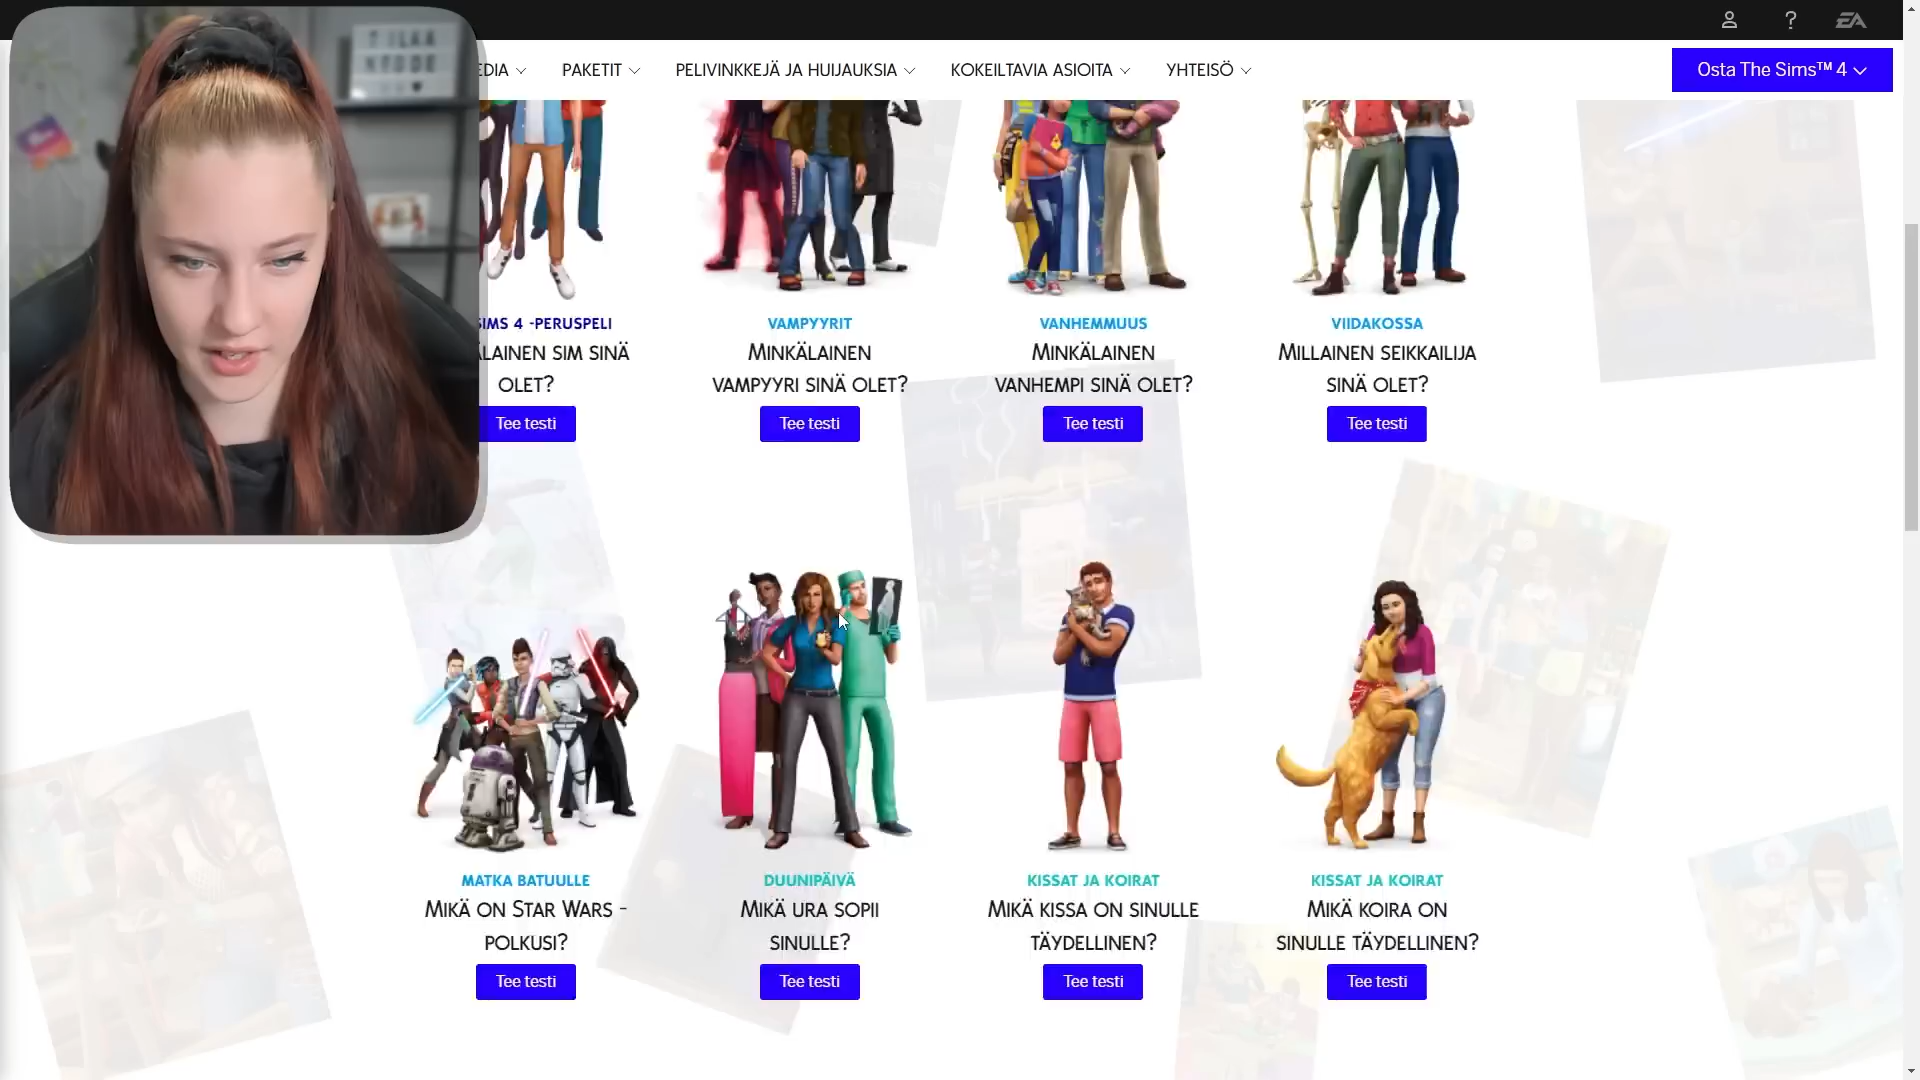 EDIA
PAKETIT
PELIVINKKEJÄ JA HUIJAUKSIA
KOKEILTAVIA ASIOITA
YHTEISÖ
?
EA
Osta The Sims™ 4
SIMS 4 -PERUSPELI
LAINEN SIM SINÄ
OLET?
Tee testi
VAMPYYRIT
MINKÄLAINEN
VAMPYYRI SINÄ OLET?
Tee testi
VANHEMMUUS
MINKÄLAINEN
VANHEMPI SINÄ OLET?
Tee testi
VIIDAKOSSA
MILLAINEN SEIKKAILIJA
SINÄ OLET?
Tee testi
MATKA BATUULLE
MIKÄ ON STAR WARS -
POLKUSI?
Tee testi
DUUNIPÄIVÄ
MIKÄ URA SOPII
SINULLE?
Tee testi
KISSAT JA KOIRAT
MIKÄ KISSA ON SINULLE
TÄYDELLINEN?
Tee testi
KISSAT JA KOIRAT
MIKÄ KOIRA ON
SINULLE TÄYDELLINEN?
Tee testi